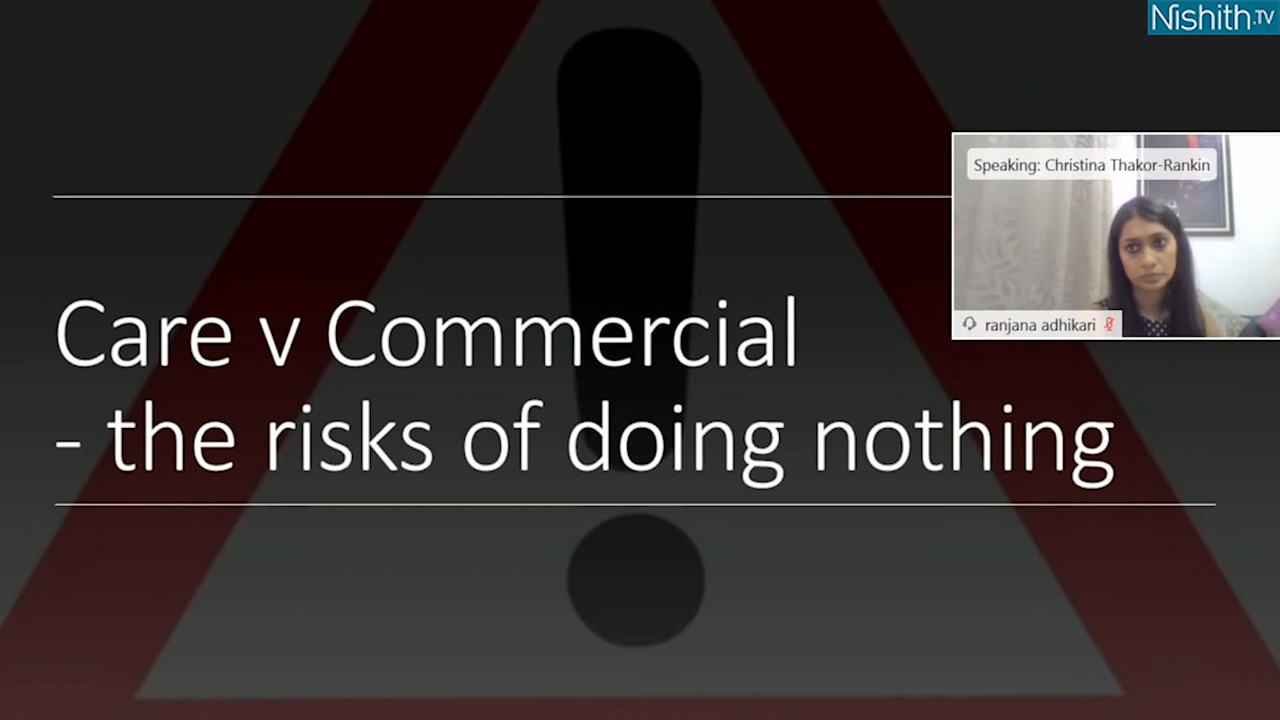 Nishith.TV
Speaking: Christina Thakor-Rankin
ranjana adhikari
Care v Commercial
- the risks of doing nothing